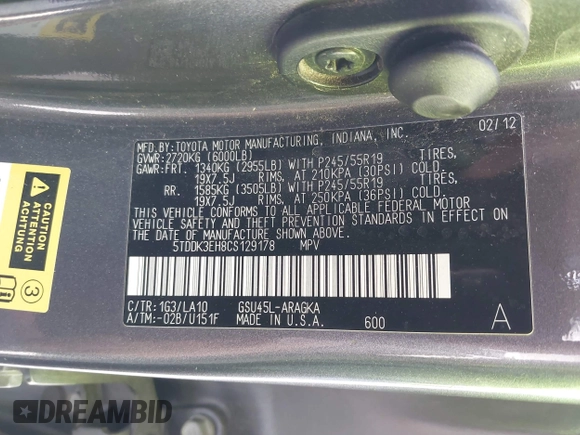 MFD.BY: TOYOTA MOTOR MANUFACTURING, INDIANA, INC. 02/12
GVWR: 2720KG (6000LB)
GAWR: FRT. 1340KG (2955LB) WITH P245/55R19 TIRES,
19X7.5J RIMS, AT 210KPA (30PSI) COLD.
RR. 1585KG (3505LB) WITH P245/55R19 TIRES,
19X7.5J RIMS, AT 250KPA (36PSI) COLD.
THIS VEHICLE CONFORMS TO ALL APPLICABLE FEDERAL MOTOR
VEHICLE SAFETY AND THEFT PREVENTION STANDARDS IN EFFECT
ON THE DATE OF MANUFACTURE SHOWN ABOVE.
5TDDK3EH8CS129178 MPV
C/TR: 1G3/LA10 GSU45L-ARAGKA
A/TM: -02B/U151F MADE IN U.S.A. 600 A
ACHTUNG
3
DREAMBID